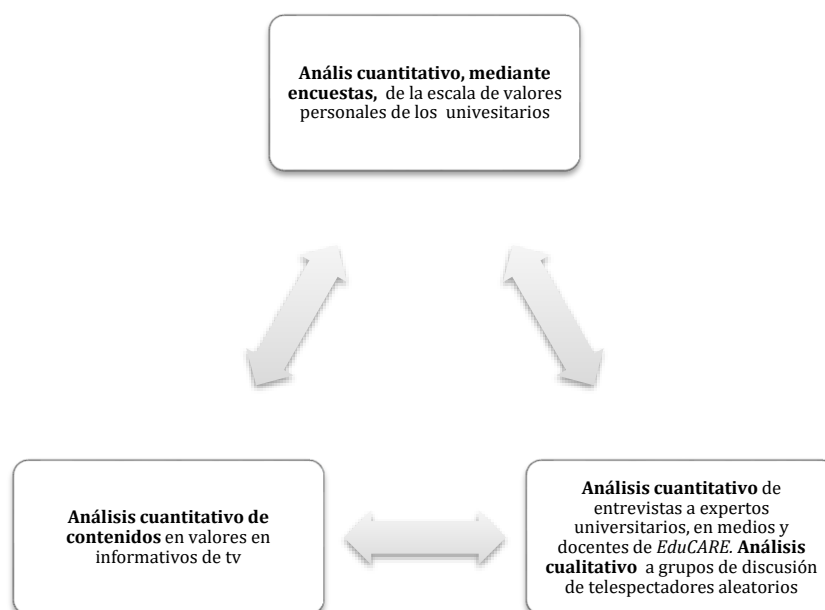 Anális cuantitativo, mediante
encuestas, de la escala de valores
personales de los univesitarios
Análisis cuantitativo de
contenidos en valores en
informativos de tv
Análisis cuantitativo de
entrevistas a expertos
universitarios, en medios y
docentes de EduCARE. Análisis
cualitativo a grupos de discusión
de telespectadores aleatorios